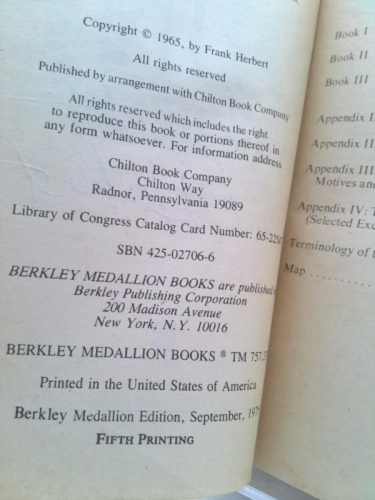 Copyright © 1965, by Frank Herbert
All rights reserved
Published by arrangement with Chilton Book Company
All rights reserved which includes the right
to reproduce this book or portions thereof in
any form whatsoever. For information address
Chilton Book Company
Chilton Way
Radnor, Pennsylvania 19089
Library of Congress Catalog Card Number: 65-
SBN 425-02706-6
BERKLEY MEDALLION BOOKS are published
Berkley Publishing Corporation
200 Madison Avenue
New York, N. Y. 10016
BERKLEY MEDALLION BOOKS ® TM 757,
Printed in the United States of America
Berkley Medallion Edition, September,
FIFTH PRINTING
Book I
Book II
Book III
Appendix
Appendix II
Appendix III
Motives and
Appendix IV: T
(Selected Exc
Terminology of t
Map ..........